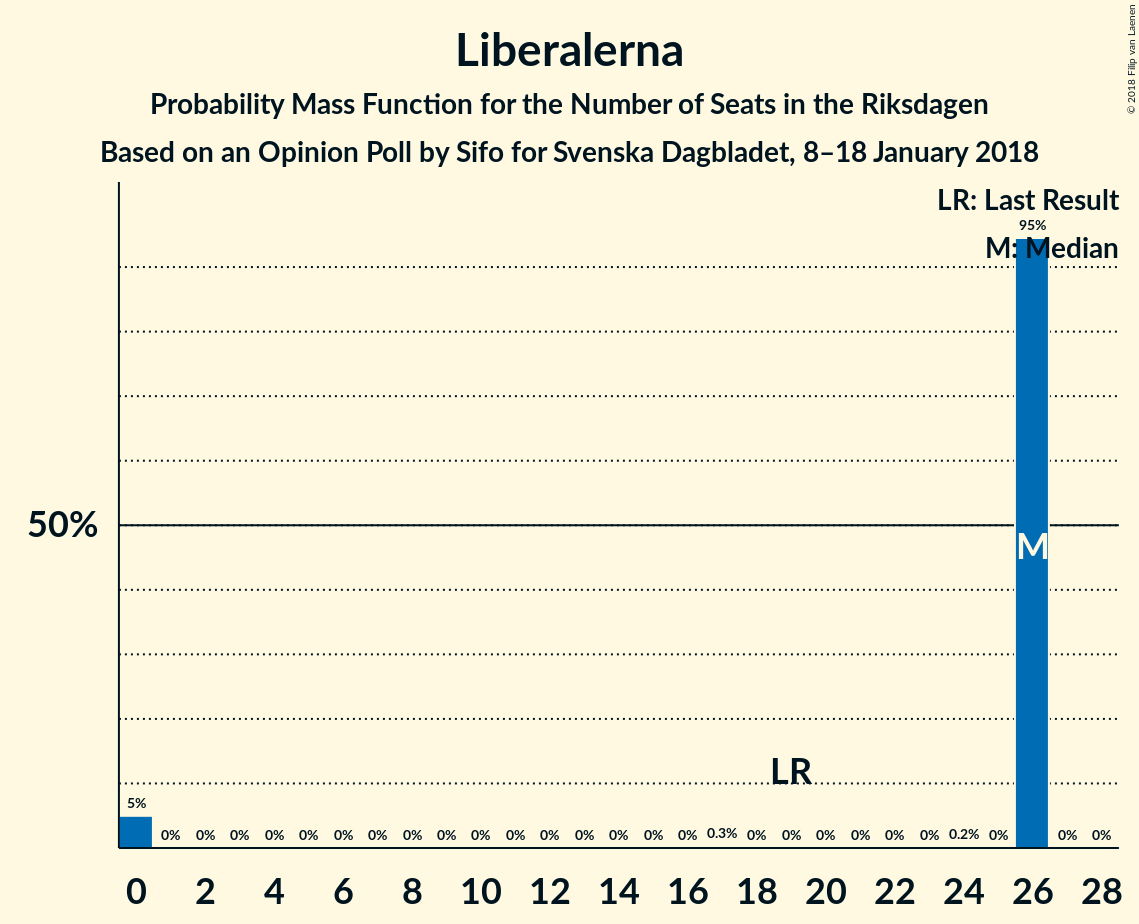 Liberalerna
Probability Mass Function for the Number of Seats in the Riksdagen
Based on an Opinion Poll by Sifo for Svenska Dagbladet, 8–18 January 2018
© 2018 Filip van Laenen
LR: Last Result
95%
M: Median
50%
M
LR
5% 0% 0% 0% 0% 0% 0% 0% 0% 0% 0% 0% 0% 0% 0% 0% 0% 0.3% 0% 0% 0% 0% 0% 0% 0.2% 0% 0% 0%
0 2 4 6 8 10 12 14 16 18 20 22 24 26 28